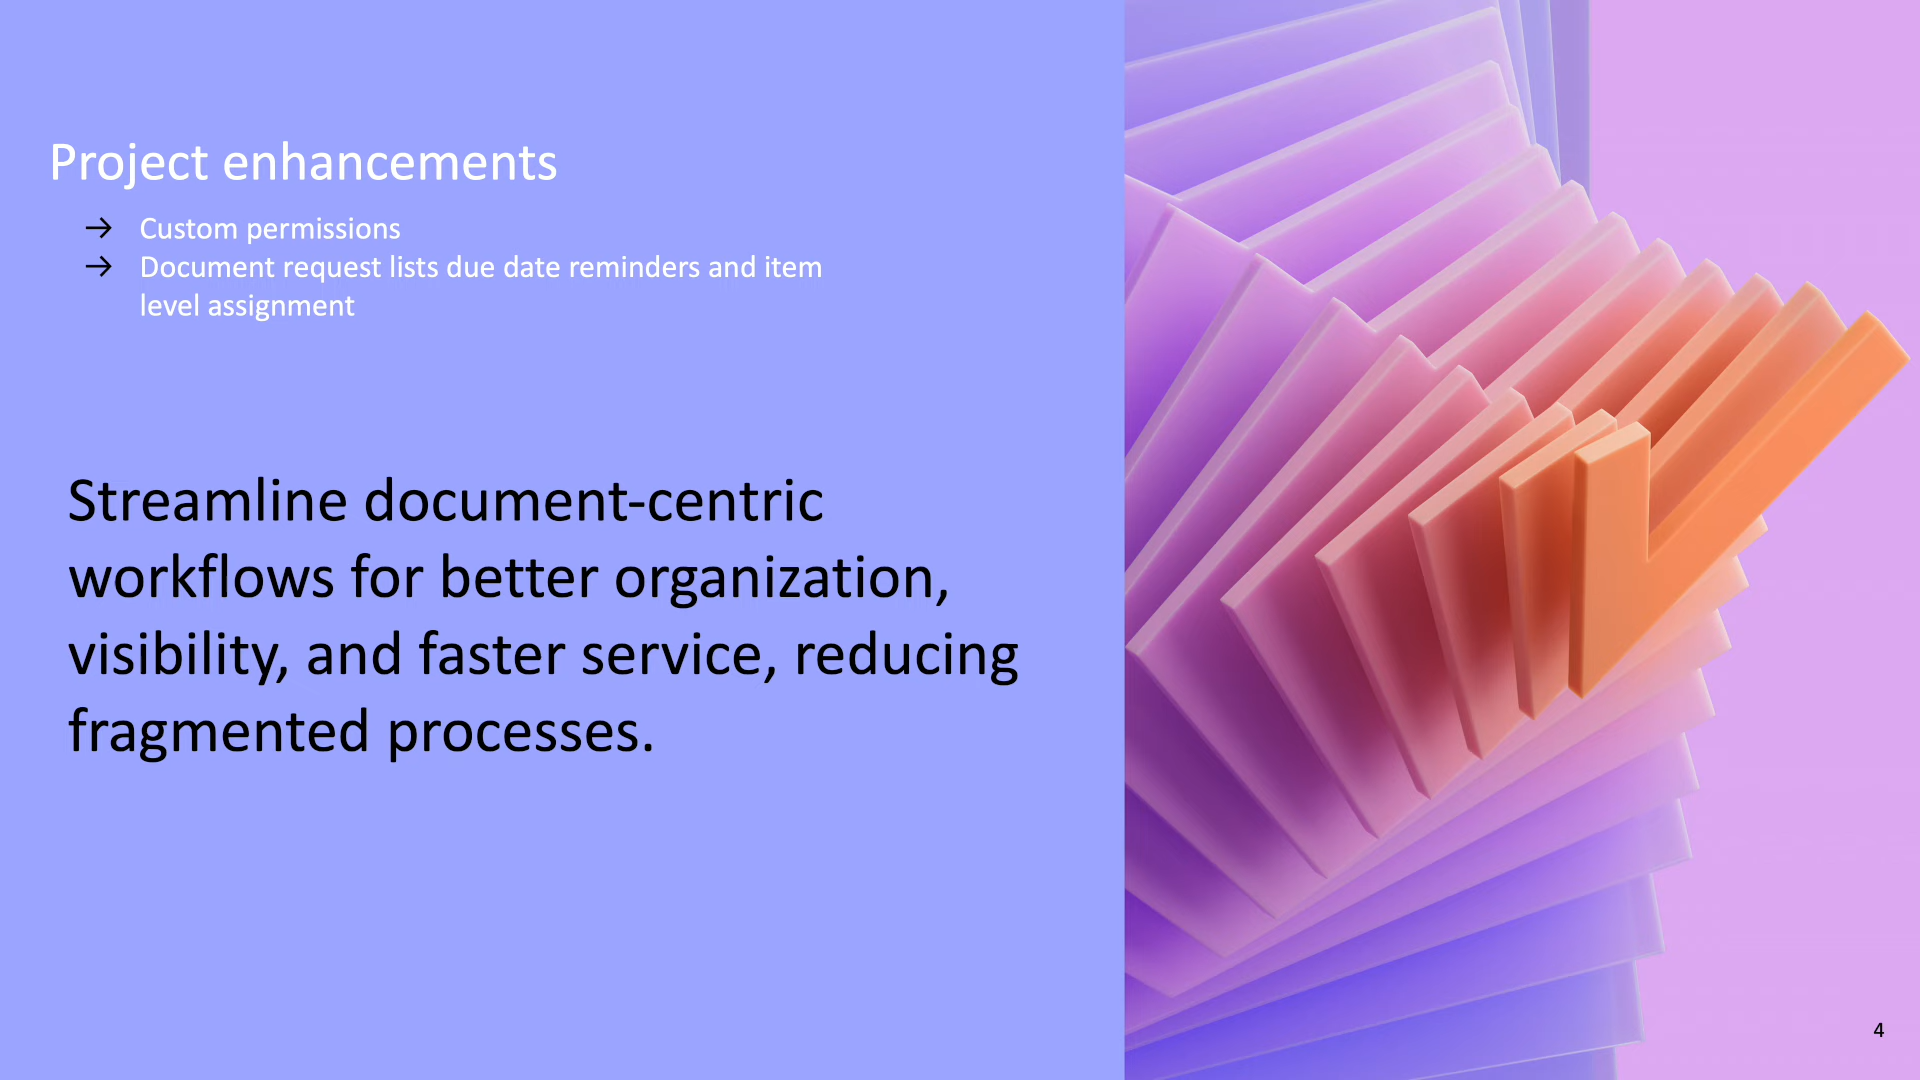 Project enhancements
→ Custom permissions
→ Document request lists due date reminders and item
level assignment
Streamline document-centric
workflows for better organization,
visibility, and faster service, reducing
fragmented processes.
4